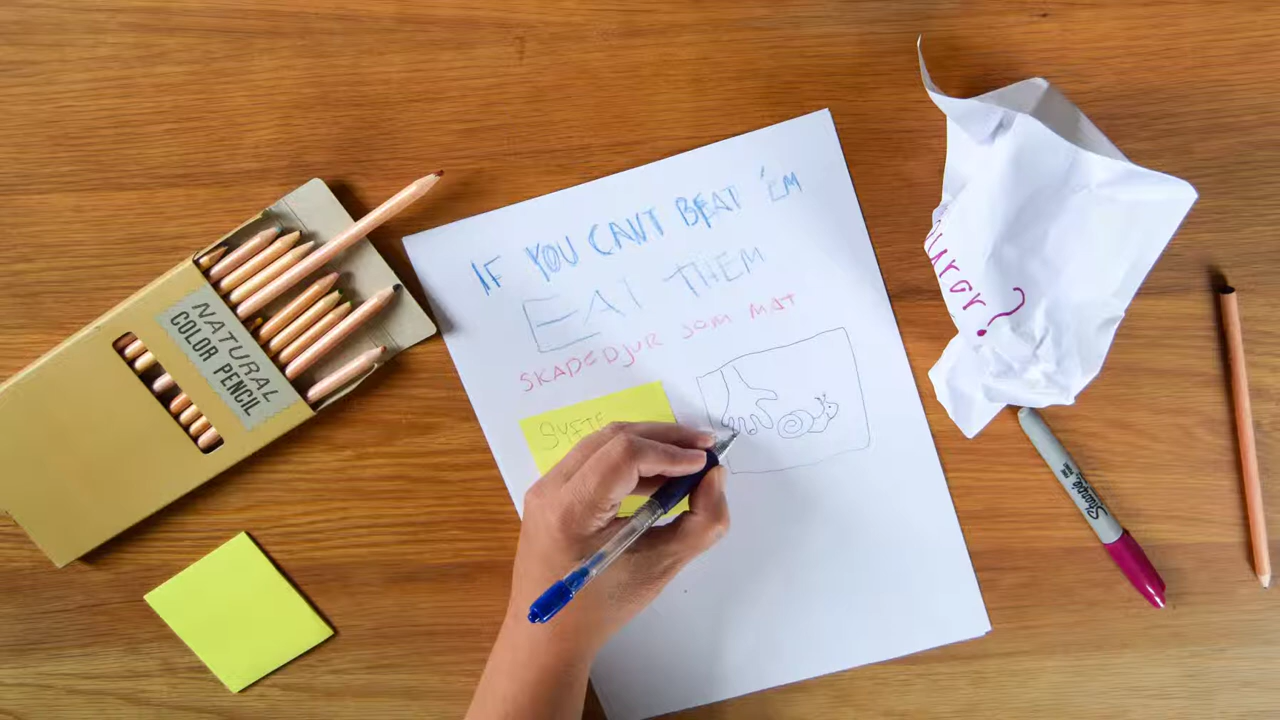 IF YOU CAN'T BEAT 'EM
EAT THEM
SKADEDJUR SOM MAT
SYFTE
NATURAL
COLOR PENCIL
Sharpie